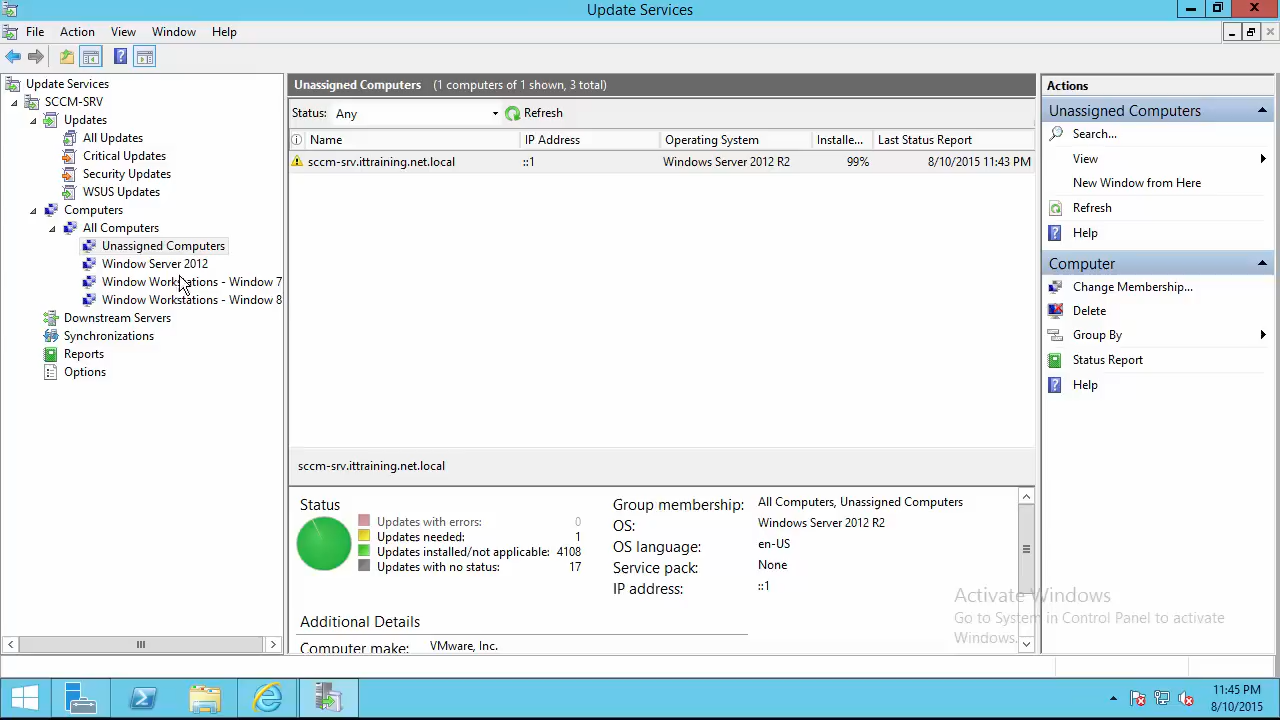 Update Services
File Action View Window Help
Update Services
SCCM-SRV
Updates
All Updates
Critical Updates
Security Updates
WSUS Updates
Computers
All Computers
Unassigned Computers
Window Server 2012
Window Workstations - Window 7
Window Workstations - Window 8
Downstream Servers
Synchronizations
Reports
Options
Unassigned Computers (1 computers of 1 shown, 3 total)
Status: Any Refresh
Name IP Address Operating System Installe... Last Status Report
sccm-srv.ittraining.net.local ::1 Windows Server 2012 R2 99% 8/10/2015 11:43 PM
sccm-srv.ittraining.net.local
Status
Updates with errors: 0
Updates needed: 1
Updates installed/not applicable: 4108
Updates with no status: 17
Group membership: All Computers, Unassigned Computers
OS: Windows Server 2012 R2
OS language: en-US
Service pack: None
IP address: ::1
Additional Details
Computer make: VMware, Inc.
Actions
Unassigned Computers
Search...
View
New Window from Here
Refresh
Help
Computer
Change Membership...
Delete
Group By
Status Report
Help
Activate Windows
Go to System in Control Panel to activate
Windows.
11:45 PM
8/10/2015